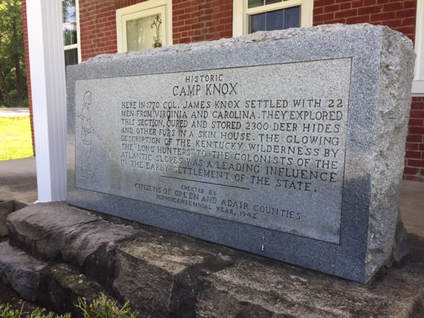 HISTORIC
CAMP KNOX
HERE IN 1770 COL. JAMES KNOX SETTLED WITH 22
MEN FROM VIRGINIA AND CAROLINA. THEY EXPLORED
THIS SECTION, CURED AND STORED 2300 DEER HIDES
AND OTHER FURS IN A SKIN HOUSE. THE GLOWING
DESCRIPTION OF THE KENTUCKY WILDERNESS BY
THE "LONG HUNTERS" TO THE COLONISTS OF THE
ATLANTIC SLOPES WAS A LEADING INFLUENCE
IN THE EARLY SETTLEMENT OF THE STATE.
ERECTED BY
CITIZENS OF GREEN AND ADAIR COUNTIES
SESQUICENTENNIAL YEAR, 1942